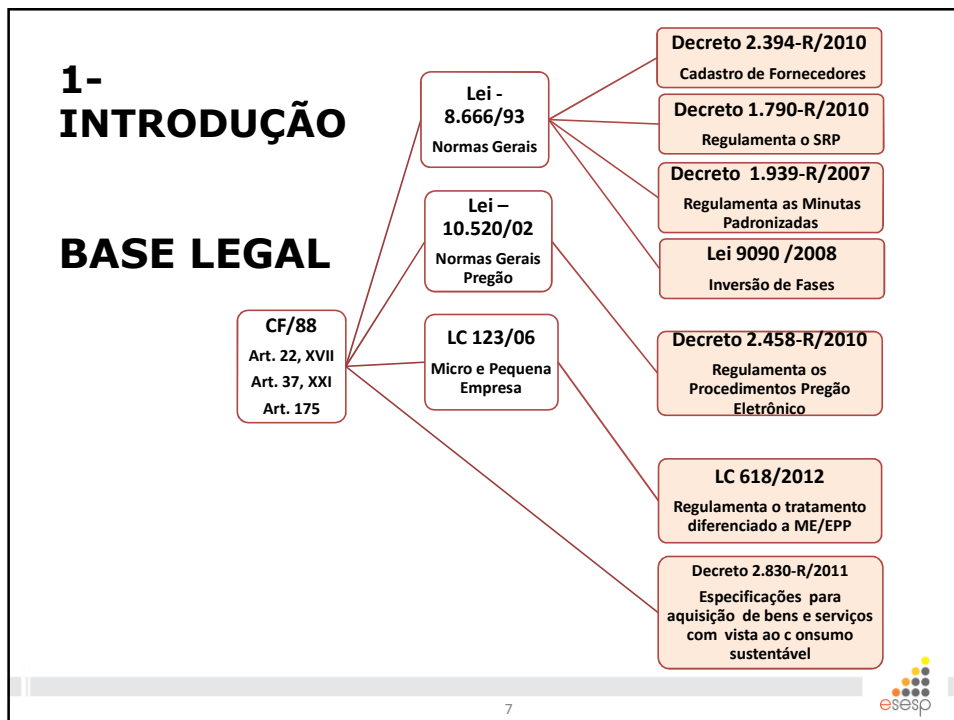 1-
INTRODUÇÃO
BASE LEGAL
CF/88
Art. 22, XVII
Art. 37, XXI
Art. 175
Lei -
8.666/93
Normas Gerais
Lei –
10.520/02
Normas Gerais
Pregão
LC 123/06
Micro e Pequena
Empresa
Decreto 2.394-R/2010
Cadastro de Fornecedores
Decreto 1.790-R/2010
Regulamenta o SRP
Decreto 1.939-R/2007
Regulamenta as Minutas
Padronizadas
Lei 9090 /2008
Inversão de Fases
Decreto 2.458-R/2010
Regulamenta os
Procedimentos Pregão
Eletrônico
LC 618/2012
Regulamenta o tratamento
diferenciado a ME/EPP
Decreto 2.830-R/2011
Especificações para
aquisição de bens e serviços
com vista ao c onsumo
sustentável
7
esesp